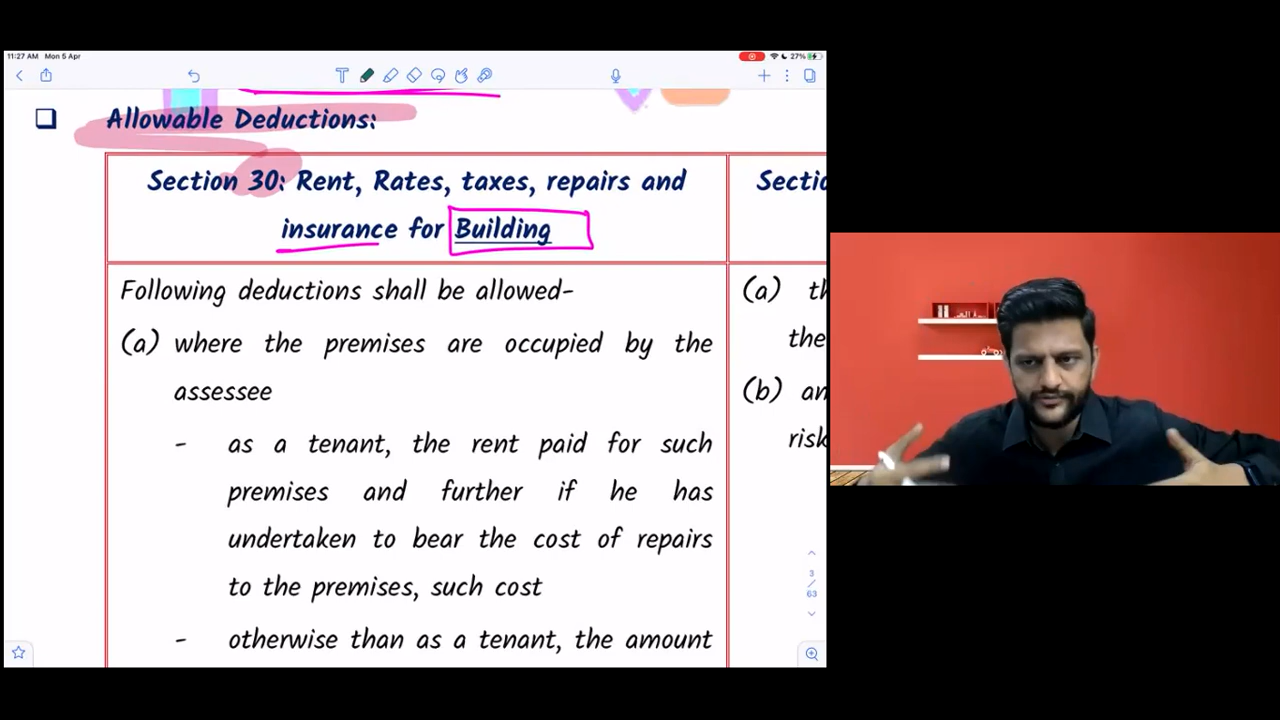 11:27 AM Mon 5 Apr
27%
Allowable Deductions:
Section 30: Rent, Rates, taxes, repairs and
insurance for Building
Following deductions shall be allowed-
(a) where the premises are occupied by the
assessee
- as a tenant, the rent paid for such
premises and further if he has
undertaken to bear the cost of repairs
to the premises, such cost
- otherwise than as a tenant, the amount
Sectio
(a) th
the
(b) an
risk
3
/
63